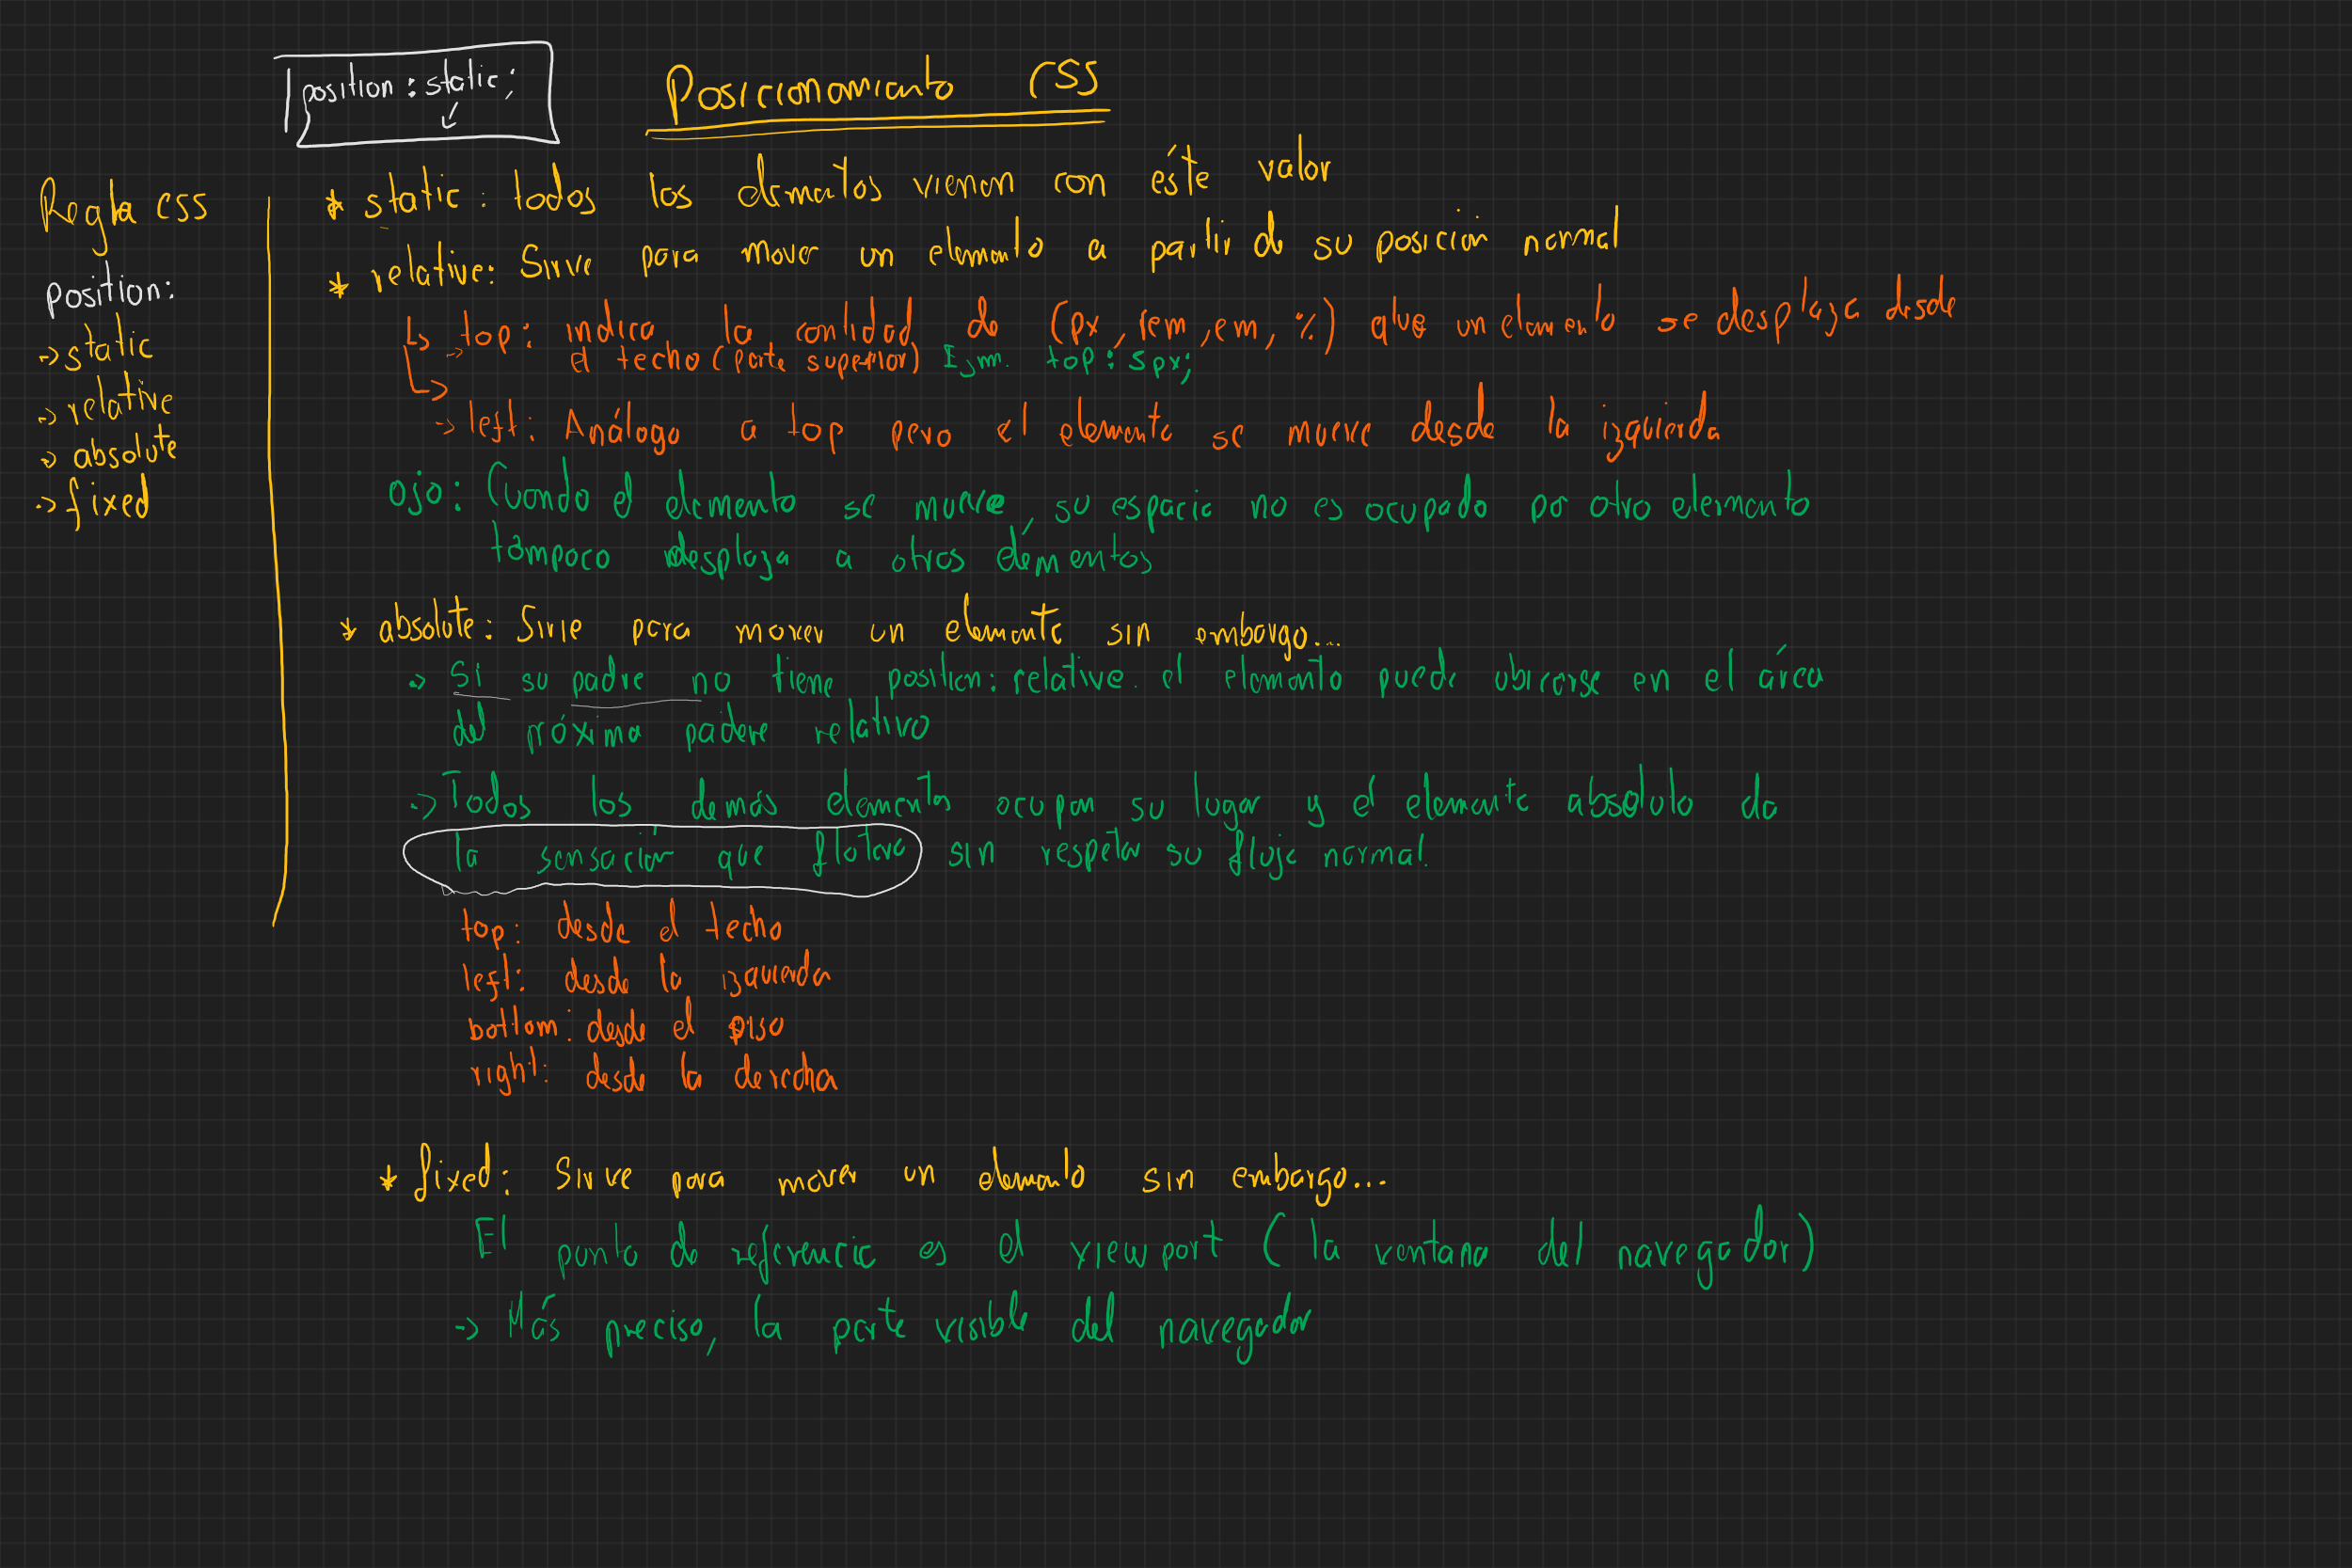 position: static;
Posicionamiento CSS
Regla css
position:
-> static
-> relative
-> absolute
-> fixed
* static: todos los elementos vienen con éste valor
* relative: Sirve para mover un elemento a partir de su posición normal
-> top: indica la cantidad de (px, rem, em, %) que un elemento se desplaza desde
el techo (parte superior) Ejm. top: 5px;
-> left: Análogo a top pero el elemento se mueve desde la izquierda
ojo: Cuando el elemento se mueve, su espacio no es ocupado por otro elemento
tampoco desplaza a otros elementos
* absolute: Sirve para mover un elemento sin embargo...
-> Si su padre no tiene position: relative. el elemento puede ubicarse en el área
del próximo padre relativo
-> Todos los demás elementos ocupan su lugar y el elemento absoluto da
la sensación que flotara sin respetar su flujo normal.
top: desde el techo
left: desde la izquierda
bottom: desde el piso
right: desde la derecha
* fixed: Sirve para mover un elemento sin embargo...
El punto de referencia es el viewport (la ventana del navegador)
-> Más preciso, la parte visible del navegador